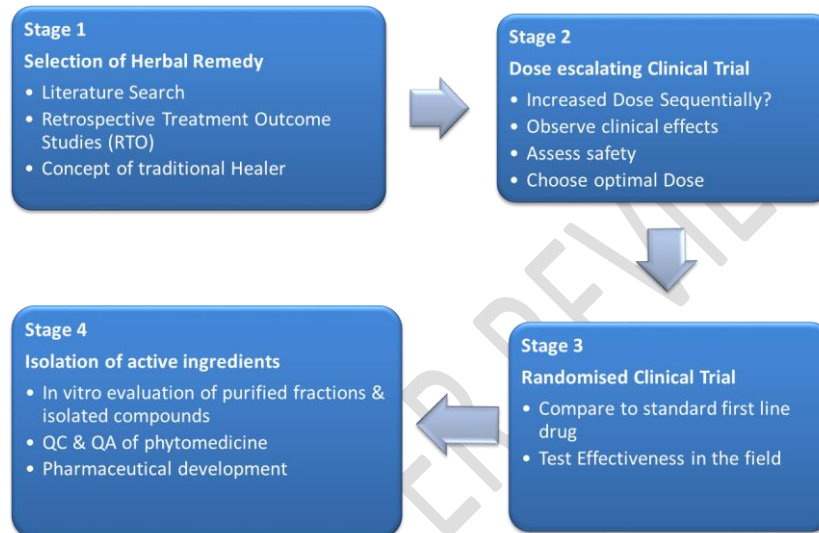 Stage 1
Selection of Herbal Remedy
• Literature Search
• Retrospective Treatment Outcome
Studies (RTO)
• Concept of traditional Healer
Stage 2
Dose escalating Clinical Trial
• Increased Dose Sequentially?
• Observe clinical effects
• Assess safety
• Choose optimal Dose
Stage 3
Randomised Clinical Trial
• Compare to standard first line
drug
• Test Effectiveness in the field
Stage 4
Isolation of active ingredients
• In vitro evaluation of purified fractions &
isolated compounds
• QC & QA of phytomedicine
• Pharmaceutical development